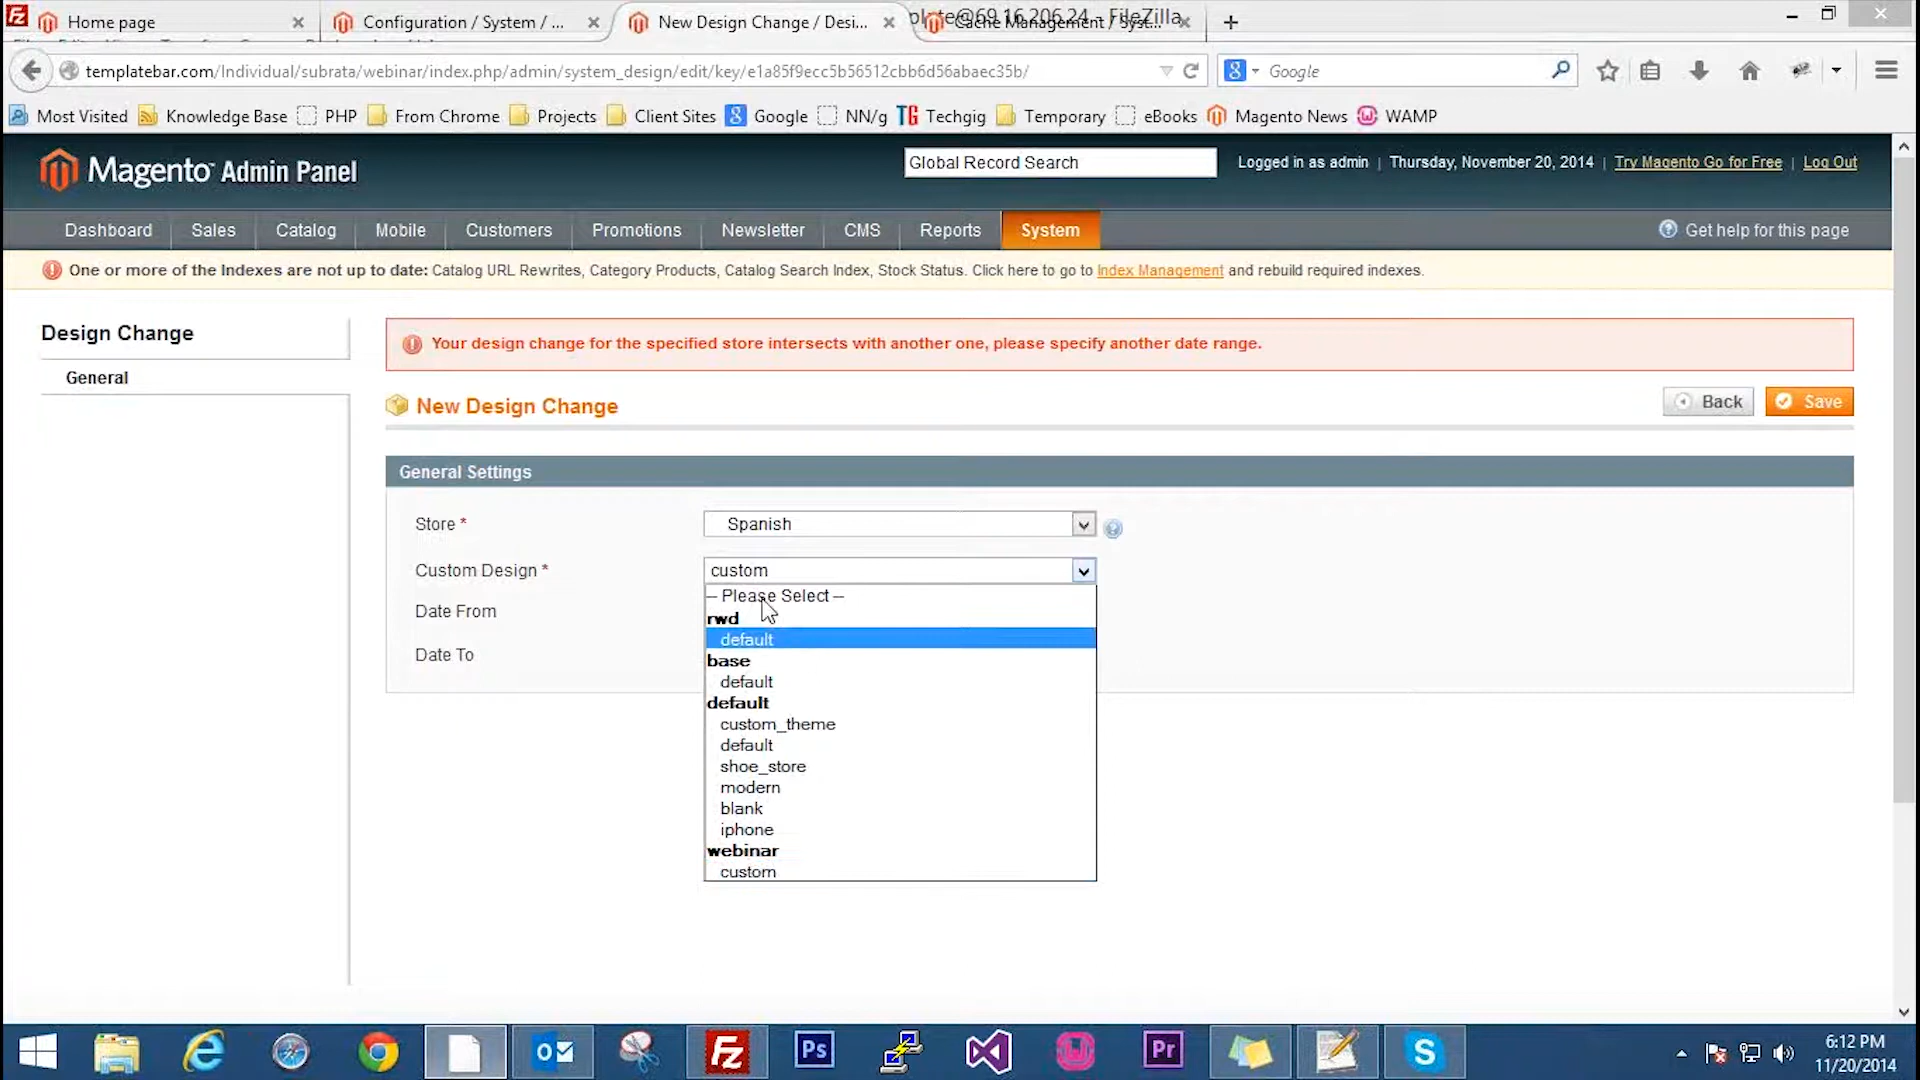 Home page
Configuration / System / ...
New Design Change / Desi...
Cache Management / Syst...
plate@69.16.206.24 - FileZilla
templatebar.com/Individual/subrata/webinar/index.php/admin/system_design/edit/key/e1a85f9ecc5b56512cbb6d56abaec35b/
Google
Most Visited Knowledge Base PHP From Chrome Projects Client Sites Google NN/g Techgig Temporary eBooks Magento News WAMP
Magento Admin Panel
Global Record Search
Logged in as admin | Thursday, November 20, 2014 | Try Magento Go for Free | Log Out
Dashboard Sales Catalog Mobile Customers Promotions Newsletter CMS Reports System
Get help for this page
One or more of the Indexes are not up to date: Catalog URL Rewrites, Category Products, Catalog Search Index, Stock Status. Click here to go to Index Management and rebuild required indexes.
Design Change
General
Your design change for the specified store intersects with another one, please specify another date range.
New Design Change
Back
Save
General Settings
Store *
Spanish
Custom Design *
custom
Date From
Date To
-- Please Select --
rwd
default
base
default
default
custom_theme
default
shoe_store
modern
blank
iphone
webinar
custom
6:12 PM
11/20/2014